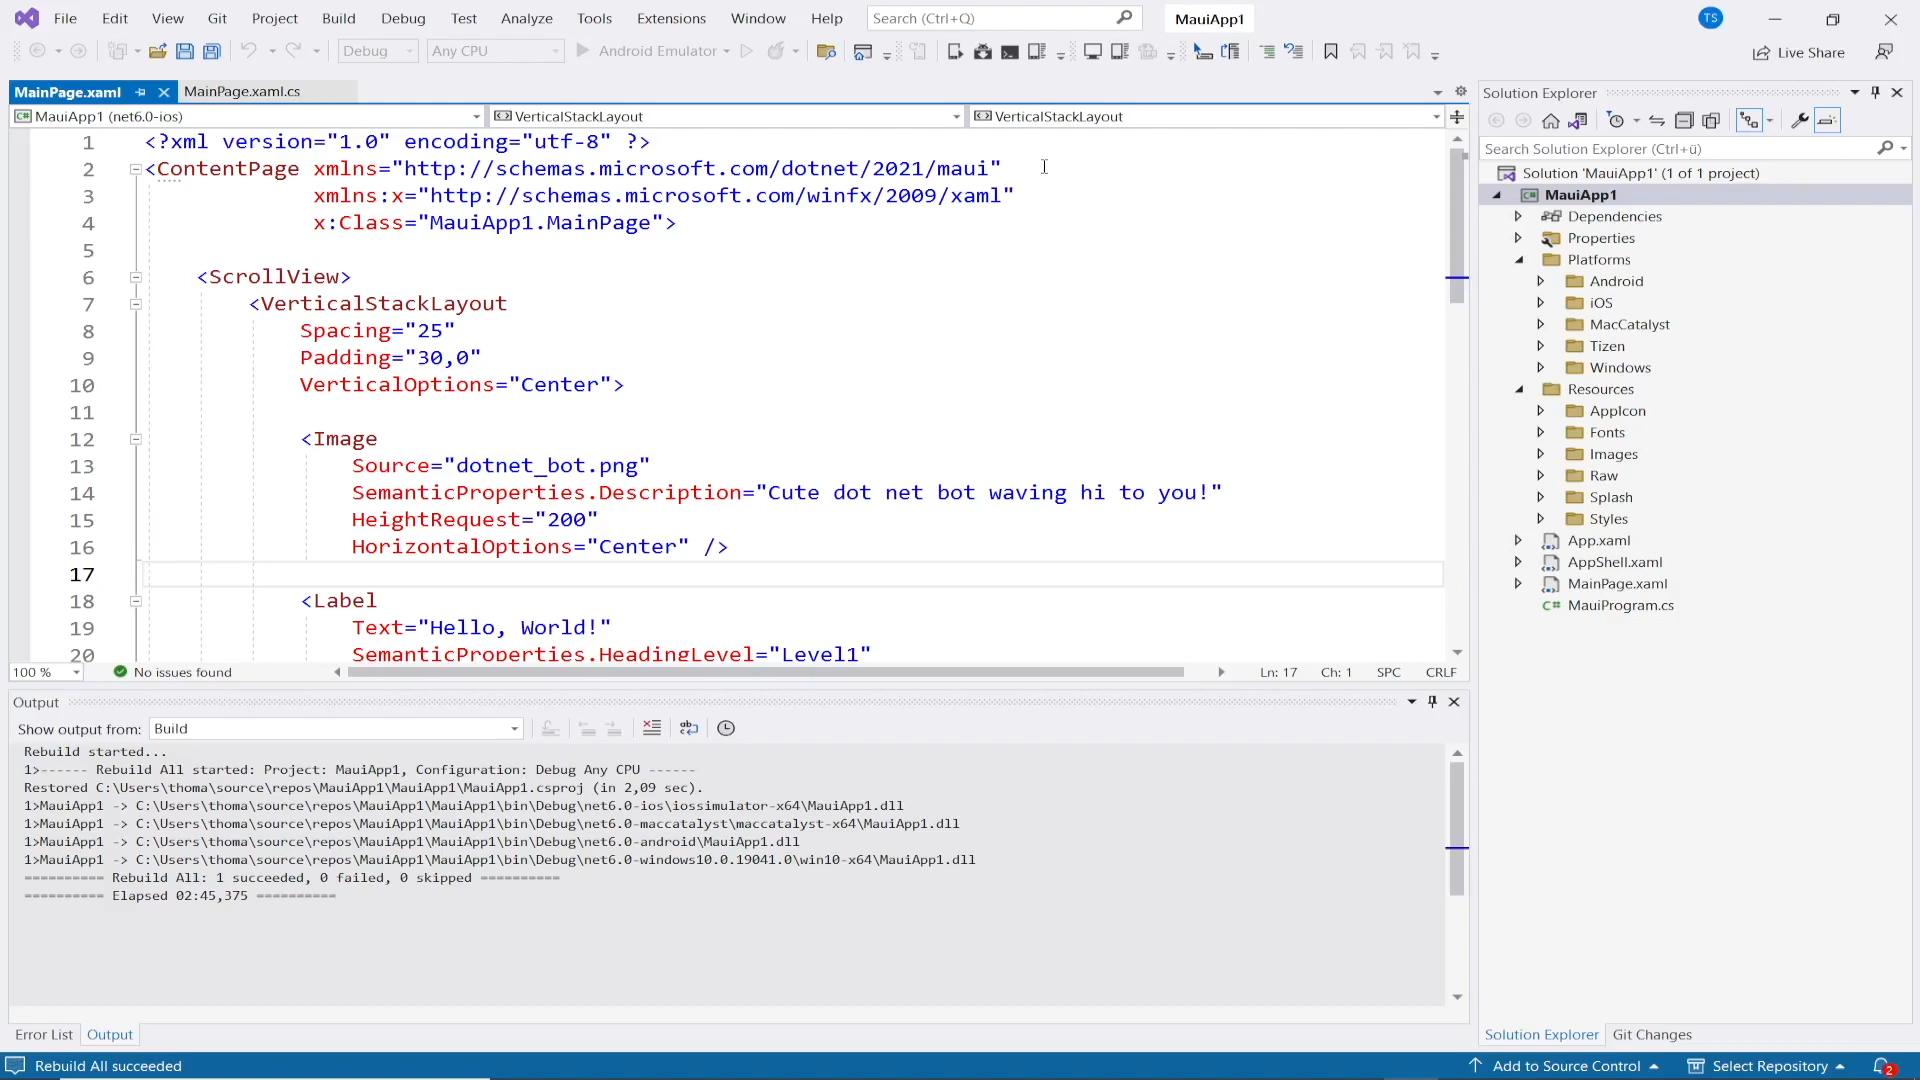 File Edit View Git Project Build Debug Test Analyze Tools Extensions Window Help Search (Ctrl+Q) MauiApp1 TS
Debug Any CPU Android Emulator Live Share
MainPage.xaml MainPage.xaml.cs
MauiApp1 (net6.0-ios) VerticalStackLayout VerticalStackLayout
1 <?xml version="1.0" encoding="utf-8" ?>
2 <ContentPage xmlns="http://schemas.microsoft.com/dotnet/2021/maui"
3 xmlns:x="http://schemas.microsoft.com/winfx/2009/xaml"
4 x:Class="MauiApp1.MainPage">
5
6 <ScrollView>
7 <VerticalStackLayout
8 Spacing="25"
9 Padding="30,0"
10 VerticalOptions="Center">
11
12 <Image
13 Source="dotnet_bot.png"
14 SemanticProperties.Description="Cute dot net bot waving hi to you!"
15 HeightRequest="200"
16 HorizontalOptions="Center" />
17
18 <Label
19 Text="Hello, World!"
20 SemanticProperties.HeadingLevel="Level1"
100 % No issues found Ln: 17 Ch: 1 SPC CRLF
Output
Show output from: Build
Rebuild started...
1>------ Rebuild All started: Project: MauiApp1, Configuration: Debug Any CPU ------
Restored C:\Users\thoma\source\repos\MauiApp1\MauiApp1\MauiApp1.csproj (in 2,09 sec).
1>MauiApp1 -> C:\Users\thoma\source\repos\MauiApp1\MauiApp1\bin\Debug\net6.0-ios\iossimulator-x64\MauiApp1.dll
1>MauiApp1 -> C:\Users\thoma\source\repos\MauiApp1\MauiApp1\bin\Debug\net6.0-maccatalyst\maccatalyst-x64\MauiApp1.dll
1>MauiApp1 -> C:\Users\thoma\source\repos\MauiApp1\MauiApp1\bin\Debug\net6.0-android\MauiApp1.dll
1>MauiApp1 -> C:\Users\thoma\source\repos\MauiApp1\MauiApp1\bin\Debug\net6.0-windows10.0.19041.0\win10-x64\MauiApp1.dll
========== Rebuild All: 1 succeeded, 0 failed, 0 skipped ==========
========== Elapsed 02:45,375 ==========
Error List Output
Solution Explorer
Search Solution Explorer (Ctrl+ü)
Solution 'MauiApp1' (1 of 1 project)
MauiApp1
Dependencies
Properties
Platforms
Android
iOS
MacCatalyst
Tizen
Windows
Resources
AppIcon
Fonts
Images
Raw
Splash
Styles
App.xaml
AppShell.xaml
MainPage.xaml
C# MauiProgram.cs
Solution Explorer Git Changes
Rebuild All succeeded Add to Source Control Select Repository 2